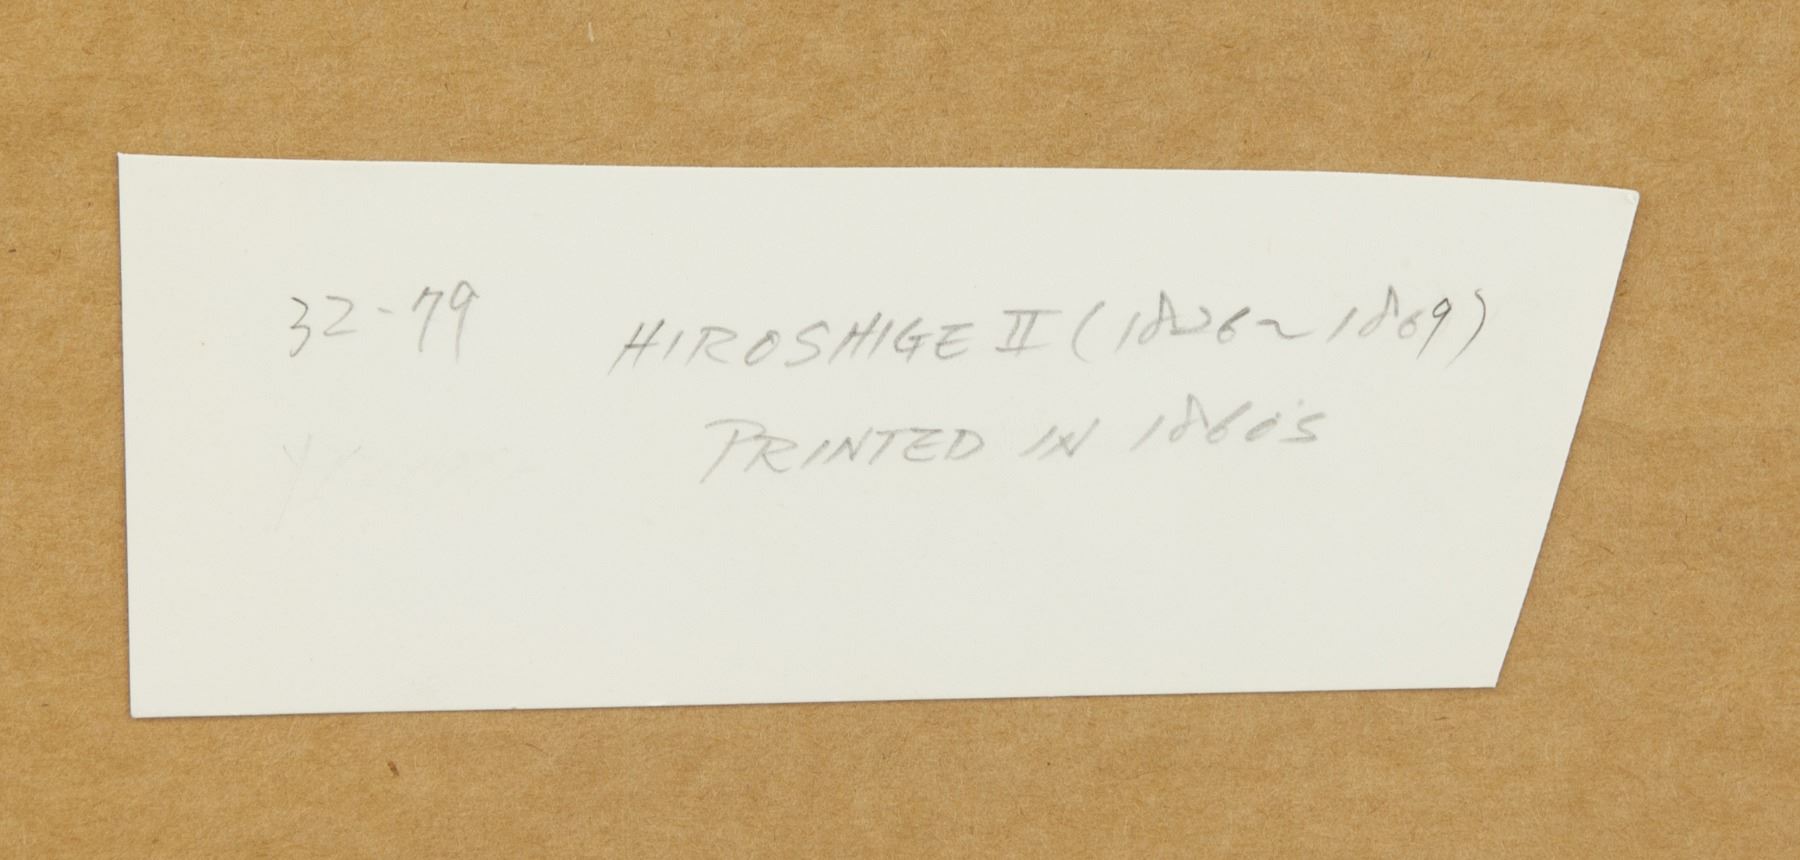 32-79 HIROSHIGE II (1826~1869)
PRINTED IN 1860's